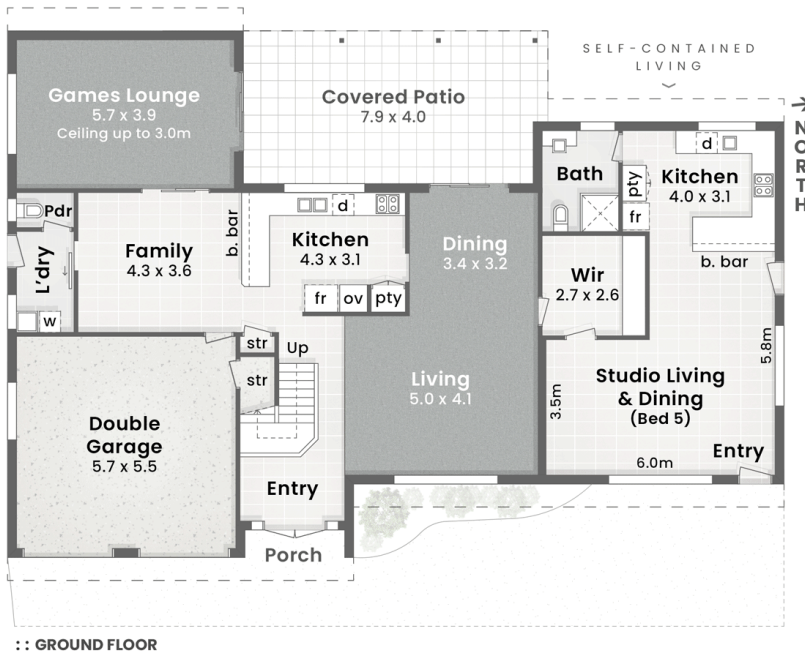 SELF-CONTAINED
LIVING
NORTH
Games Lounge
5.7 x 3.9
Ceiling up to 3.0m
Covered Patio
7.9 x 4.0
Bath
d
Kitchen
4.0 x 3.1
pty
fr
b. bar
Pdr
L'dry
w
Family
4.3 x 3.6
b. bar
d
Kitchen
4.3 x 3.1
fr
ov
pty
Dining
3.4 x 3.2
Wir
2.7 x 2.6
str
Up
str
Living
5.0 x 4.1
5.8m
3.5m
Studio Living
& Dining
(Bed 5)
Entry
6.0m
Double
Garage
5.7 x 5.5
Entry
Porch
:: GROUND FLOOR